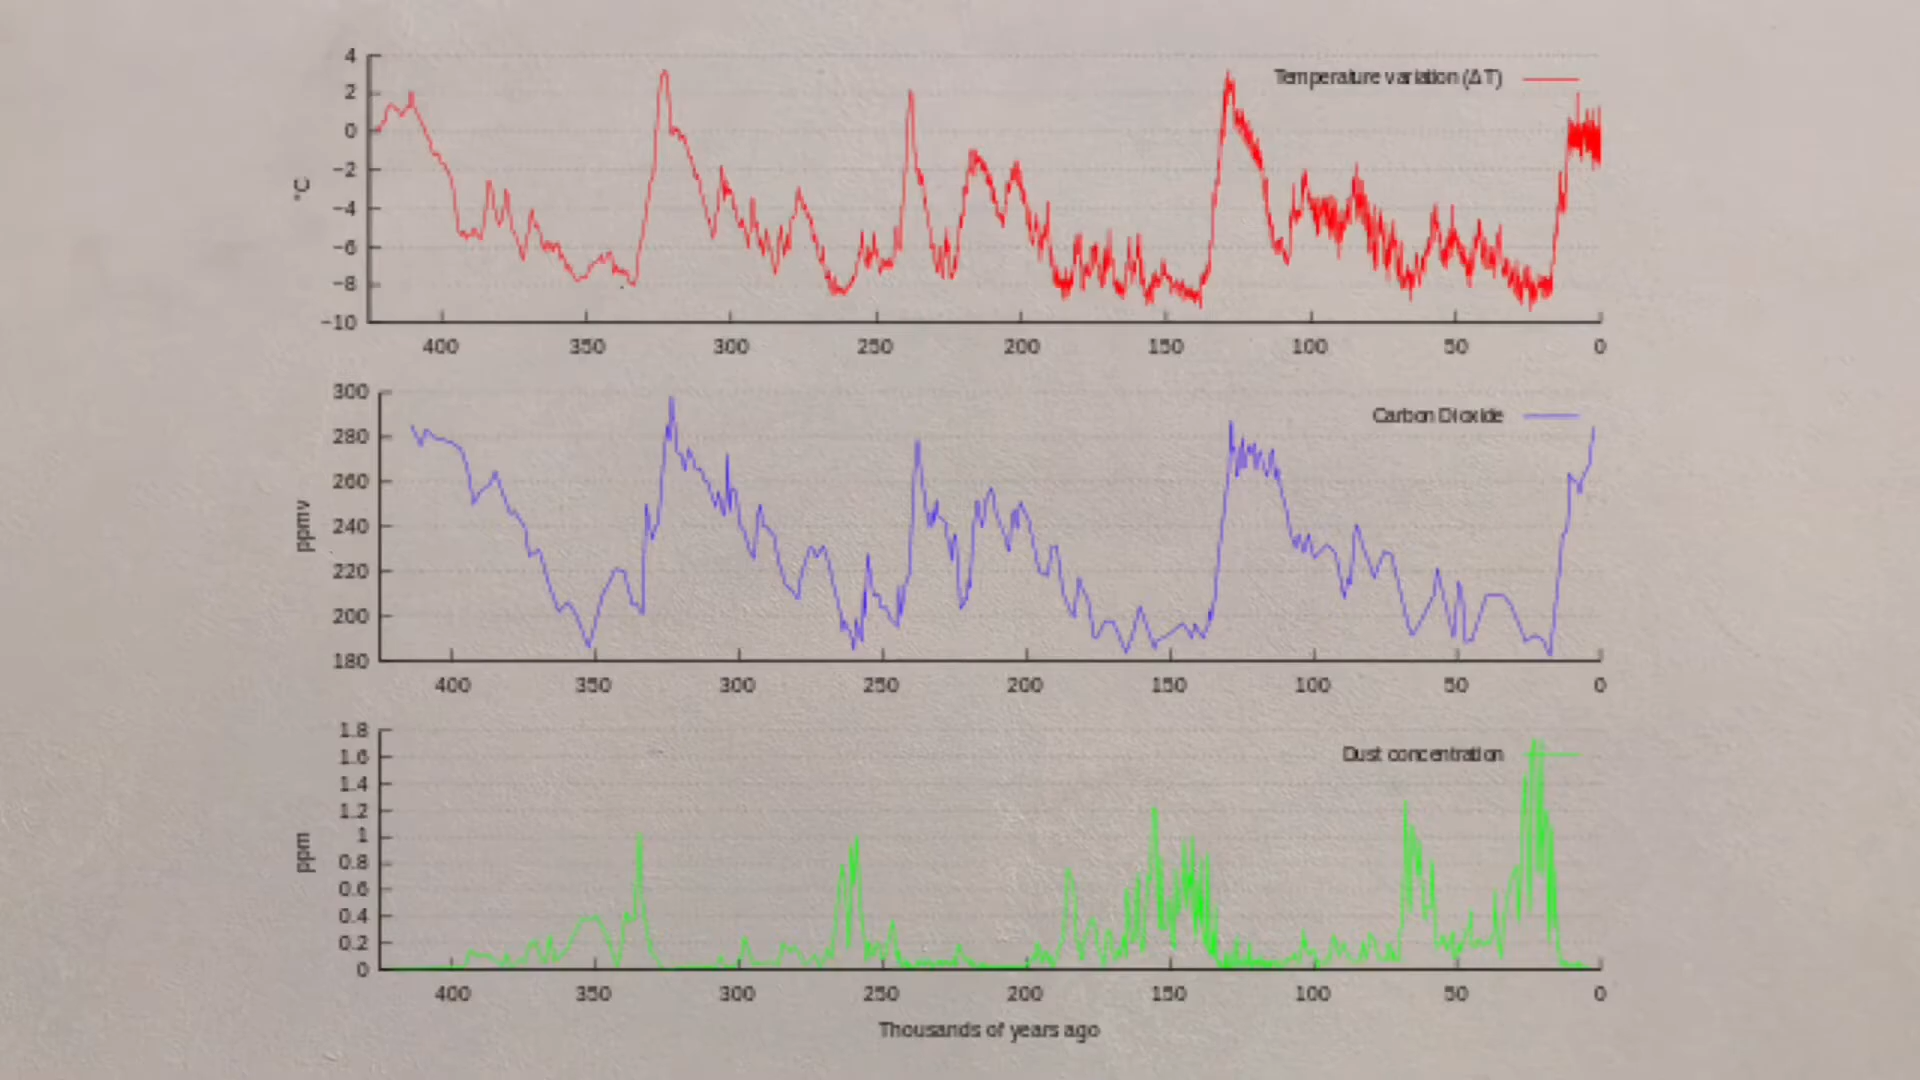 Temperature variation (ΔT)
°C
4
2
0
−2
−4
−6
−8
−10
400 350 300 250 200 150 100 50 0
Carbon Dioxide
ppmv
300
280
260
240
220
200
180
400 350 300 250 200 150 100 50 0
Dust concentration
ppm
1.8
1.6
1.4
1.2
1
0.8
0.6
0.4
0.2
0
400 350 300 250 200 150 100 50 0
Thousands of years ago